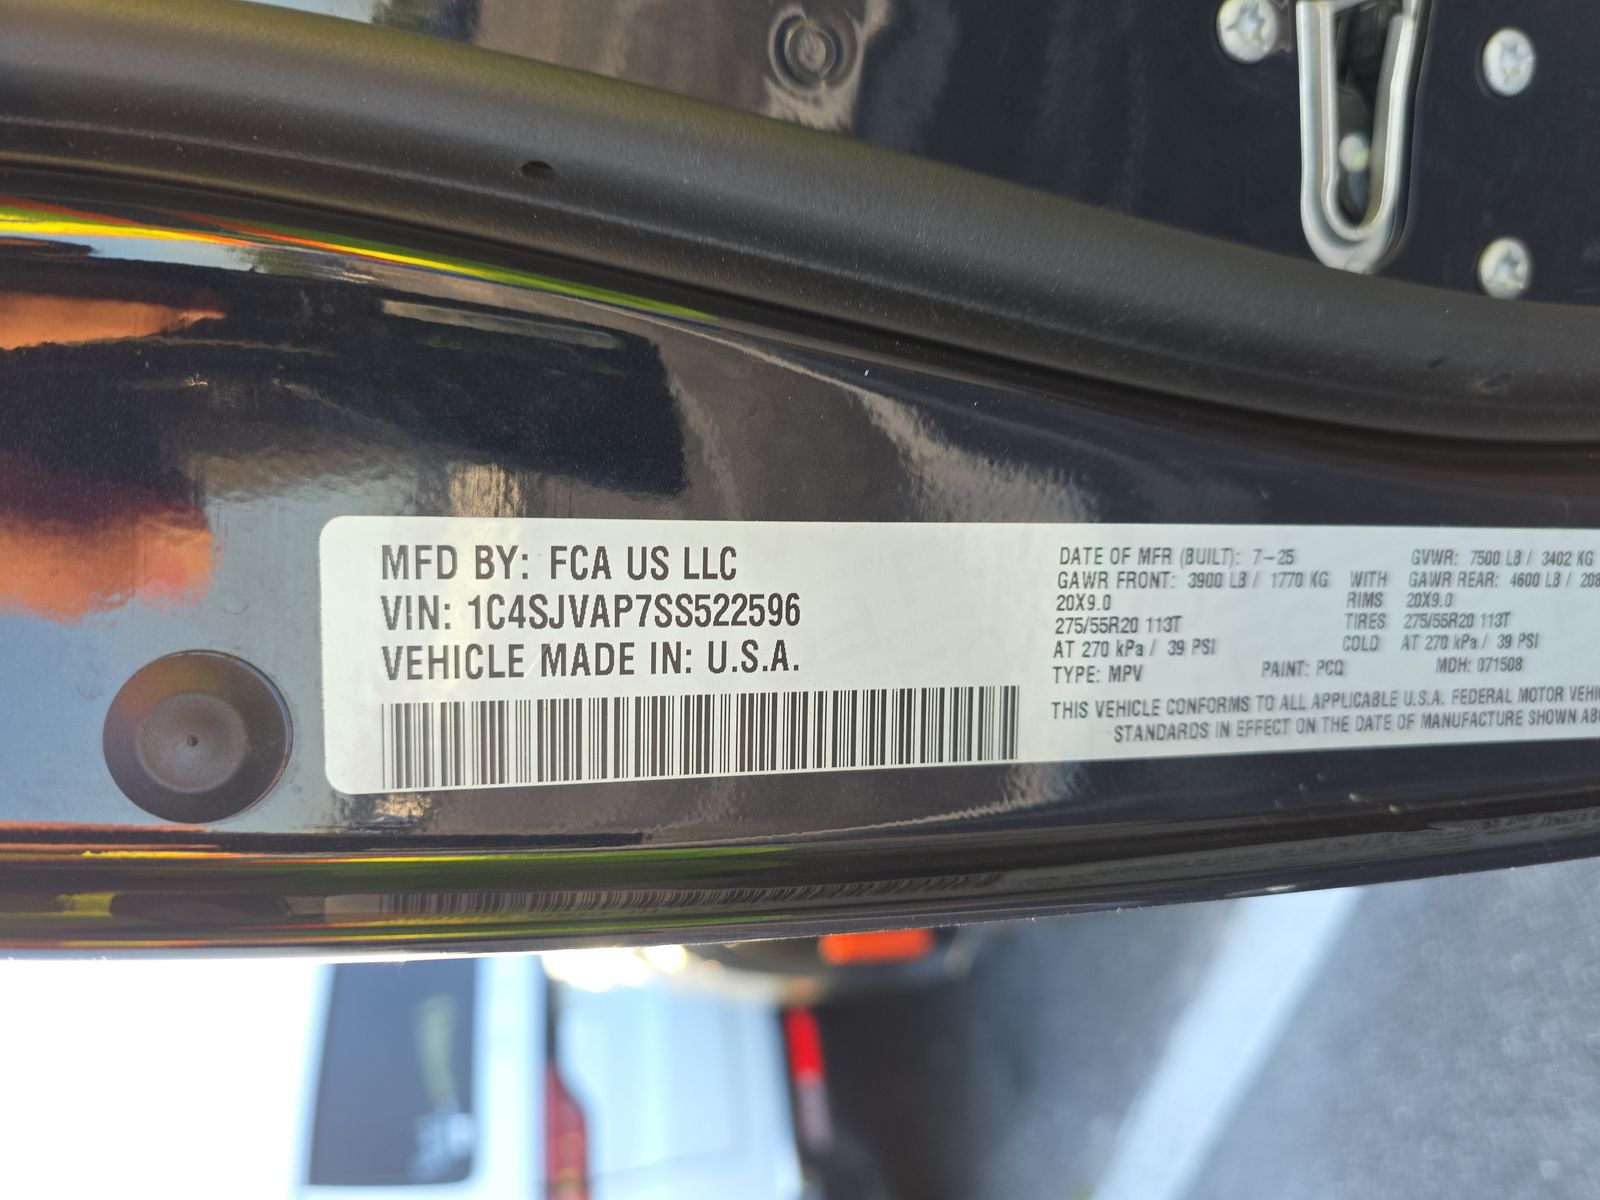 MFD BY: FCA US LLC
VIN: 1C4SJVAP7SS522596
VEHICLE MADE IN: U.S.A.
DATE OF MFR (BUILT): 7-25 GVWR: 7500 LB / 3402 KG
GAWR FRONT: 3900 LB / 1770 KG WITH GAWR REAR: 4600 LB / 208
20X9.0 RIMS 20X9.0
275/55R20 113T TIRES 275/55R20 113T
AT 270 kPa / 39 PSI COLD AT 270 kPa / 39 PSI
TYPE: MPV PAINT: PCQ MDH: 071508
THIS VEHICLE CONFORMS TO ALL APPLICABLE U.S.A. FEDERAL MOTOR VEHIC
STANDARDS IN EFFECT ON THE DATE OF MANUFACTURE SHOWN ABO